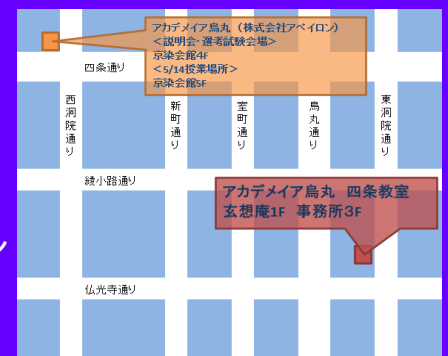 アカデメイア烏丸（株式会社アベイロン）
＜説明会・選考試験会場＞
京染会館4F
＜5/14授業場所＞
京染会館5F
四条通り
西洞院通り
新町通り
室町通り
烏丸通り
東洞院通り
綾小路通り
アカデメイア烏丸 四条教室
玄想庵1F 事務所3F
仏光寺通り